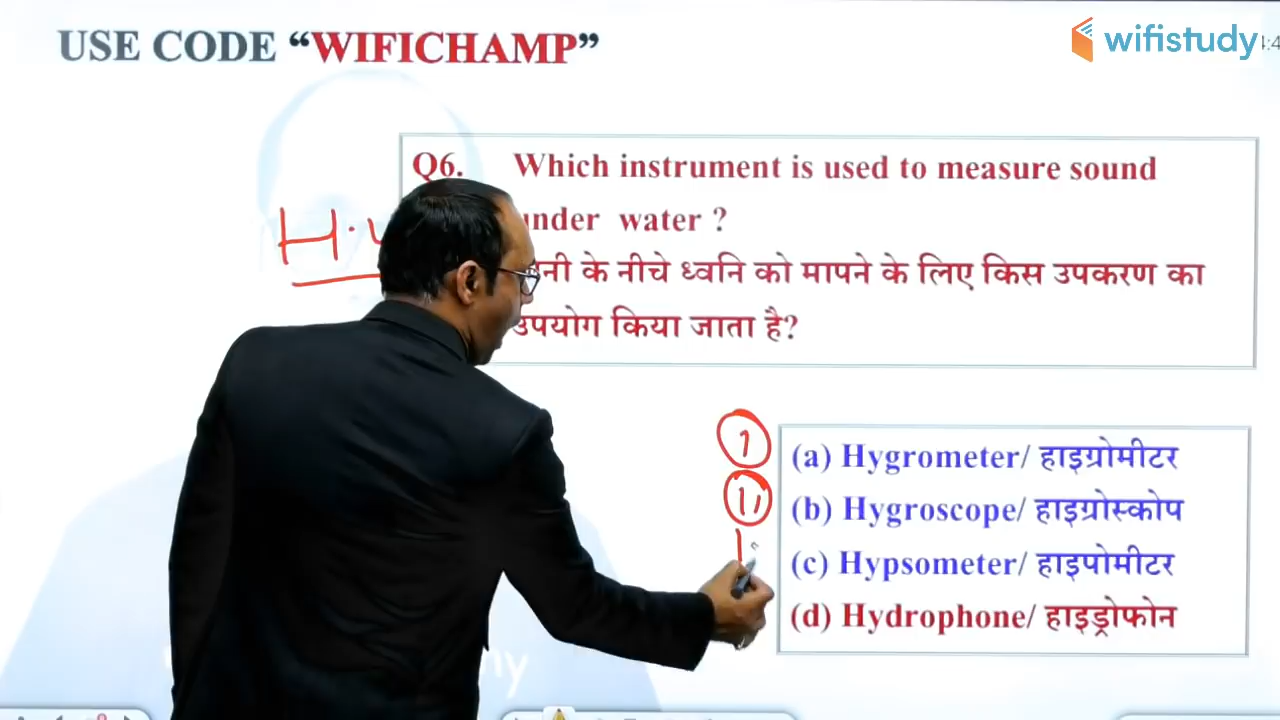 USE CODE “WIFICHAMP”
wifistudy
Q6. Which instrument is used to measure sound
under water ?
के नीचे ध्वनि को मापने के लिए किस उपकरण का
उपयोग किया जाता है?
(a) Hygrometer/ हाइग्रोमीटर
(b) Hygroscope/ हाइग्रोस्कोप
(c) Hypsometer/ हाइपोमीटर
(d) Hydrophone/ हाइड्रोफोन